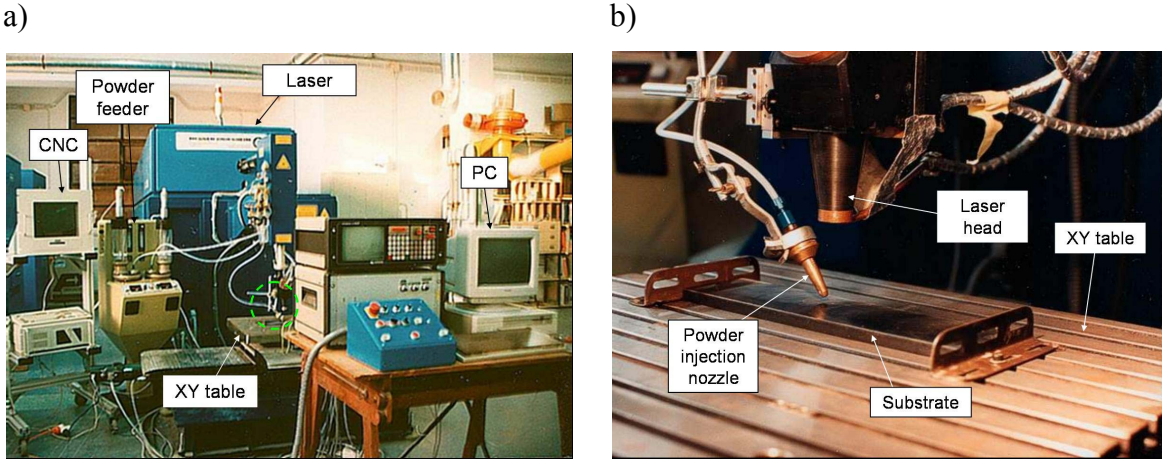 a)
b)
Laser
Powder
feeder
CNC
PC
XY table
Laser
head
XY table
Powder
injection
nozzle
Substrate